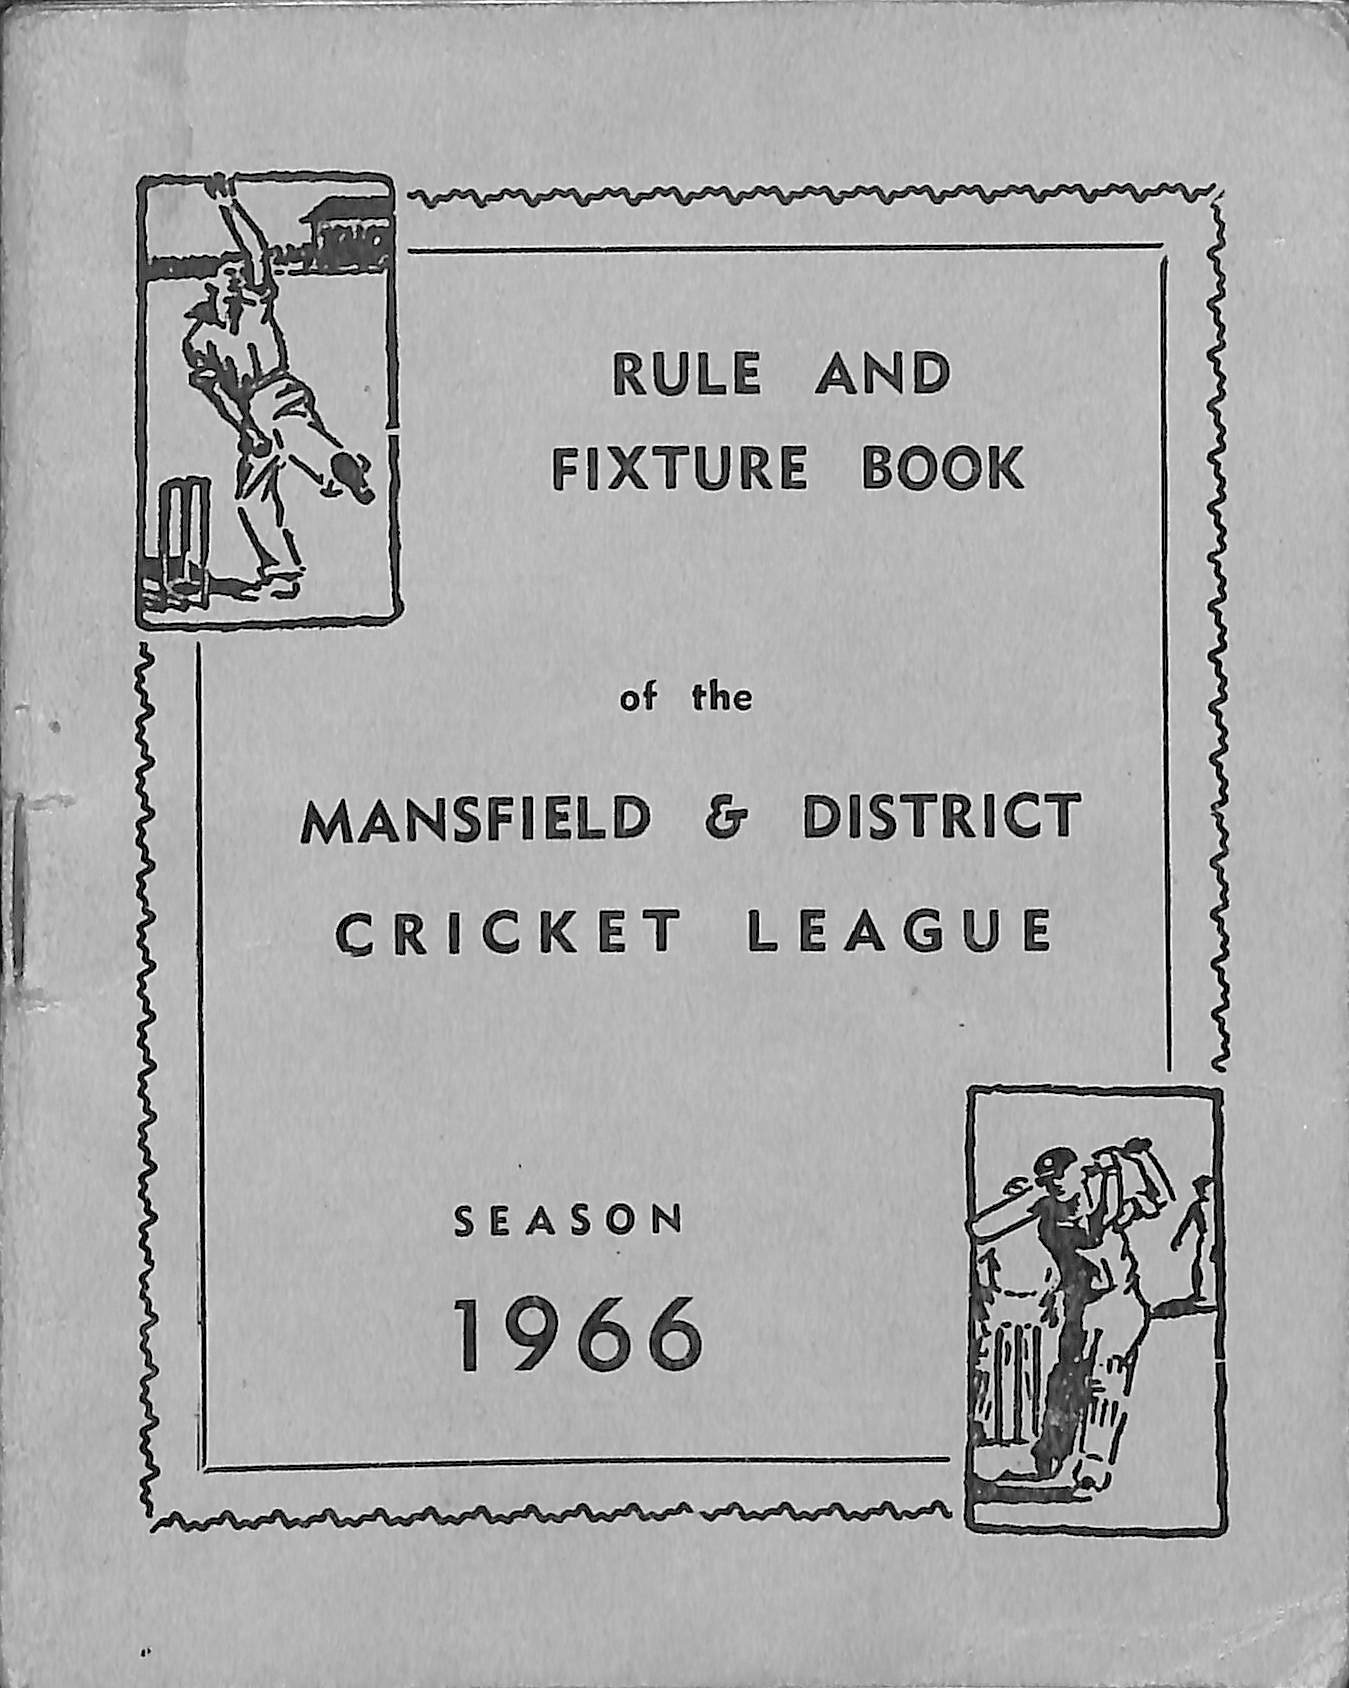 RULE AND
FIXTURE BOOK
of the
MANSFIELD & DISTRICT
CRICKET LEAGUE
SEASON
1966